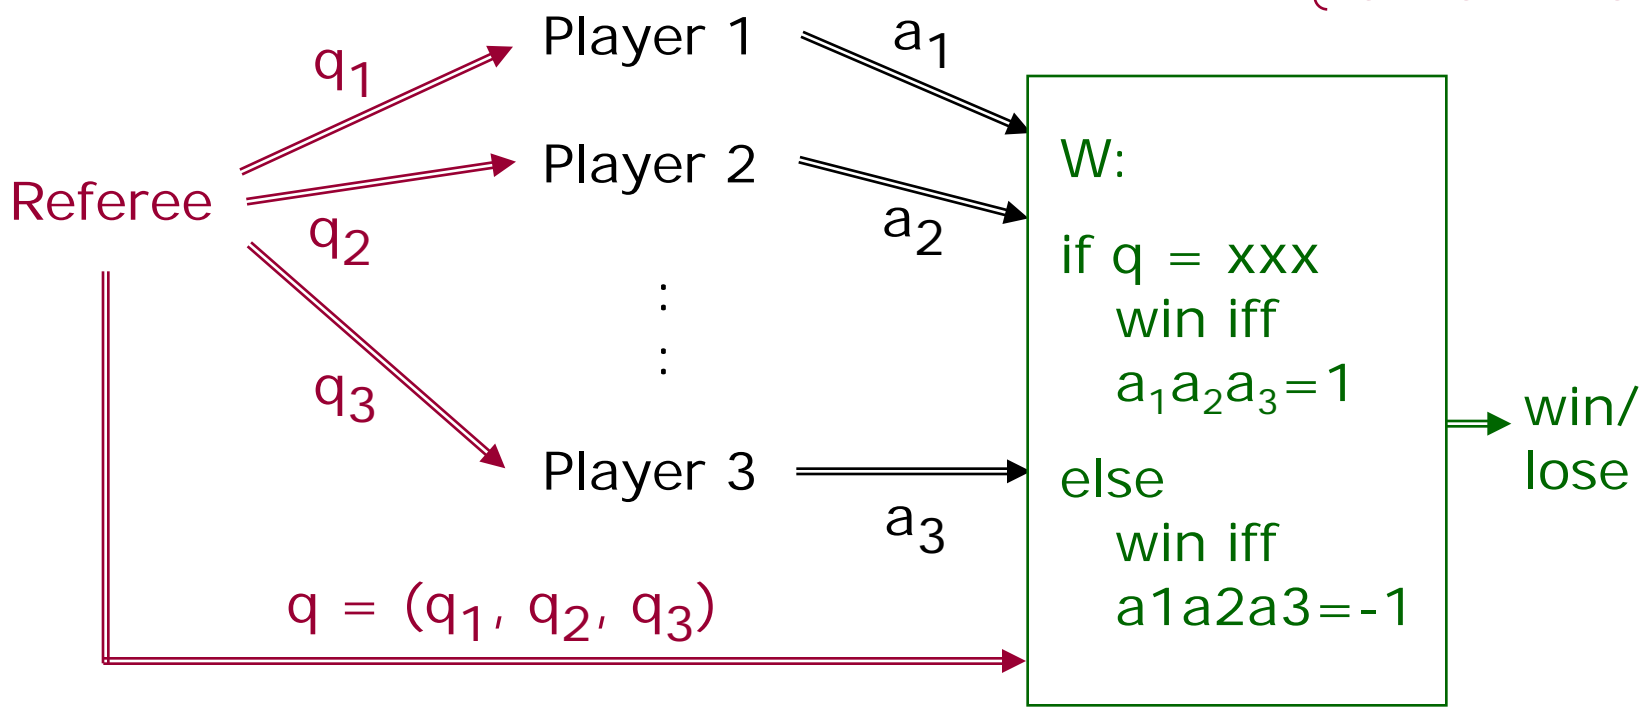 Player 1
a1
q1
W:
Player 2
Referee
q2
a2
if q = xxx
win iff
a₁a₂a₃=1
:
:
q3
win/
lose
Player 3
else
a3
win iff
a1a2a3=-1
q = (q1, q2, q3)